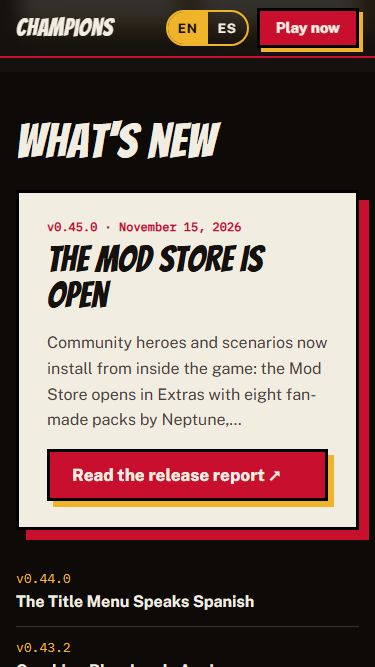 CHAMPIONS
EN ES
Play now
WHAT'S NEW
v0.45.0 · November 15, 2026
THE MOD STORE IS
OPEN
Community heroes and scenarios now
install from inside the game: the Mod
Store opens in Extras with eight fan-
made packs by Neptune,...
Read the release report ↗
v0.44.0
The Title Menu Speaks Spanish
v0.43.2